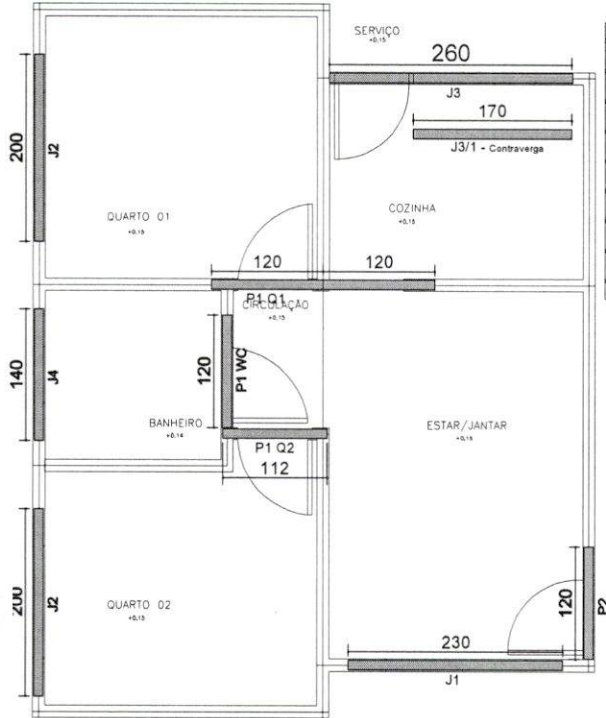 SERVIÇO
+0,15
260
J3
170
J3/1 - Contraverga
200
J2
QUARTO 01
+0,15
COZINHA
+0,15
120
120
P1 Q1
CIRCULAÇÃO
+0,15
140
J4
120
P1 WC
BANHEIRO
+0,14
ESTAR/JANTAR
+0,15
P1 Q2
112
200
J2
QUARTO 02
+0,15
120
P2
230
J1